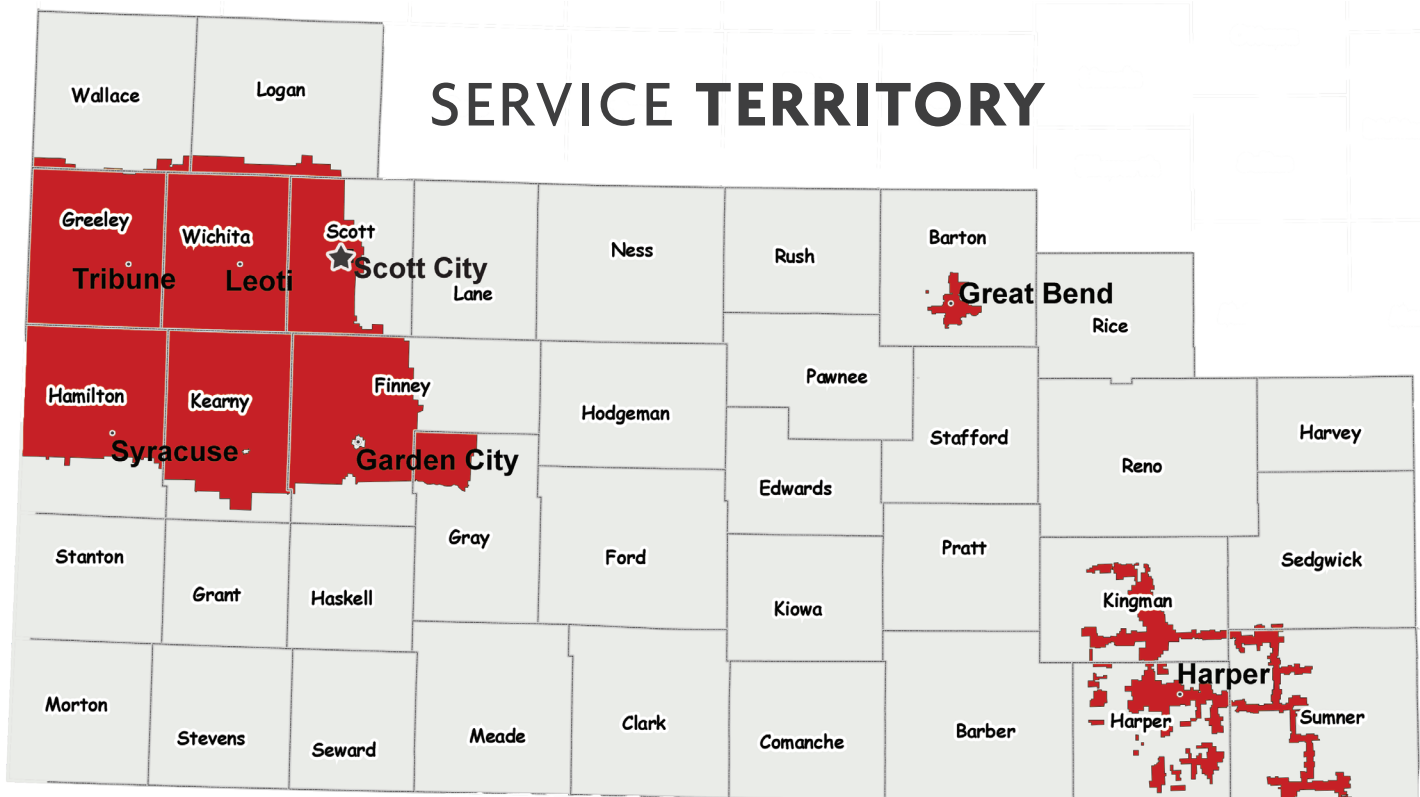 SERVICE TERRITORY
Wallace
Logan
Greeley
Wichita
Scott
Tribune
Leoti
Scott City
Lane
Ness
Rush
Barton
Great Bend
Rice
Hamilton
Kearny
Finney
Syracuse
Garden City
Hodgeman
Pawnee
Stafford
Edwards
Reno
Harvey
Stanton
Grant
Haskell
Gray
Ford
Kiowa
Pratt
Kingman
Sedgwick
Morton
Stevens
Seward
Meade
Clark
Comanche
Barber
Harper
Harper
Sumner